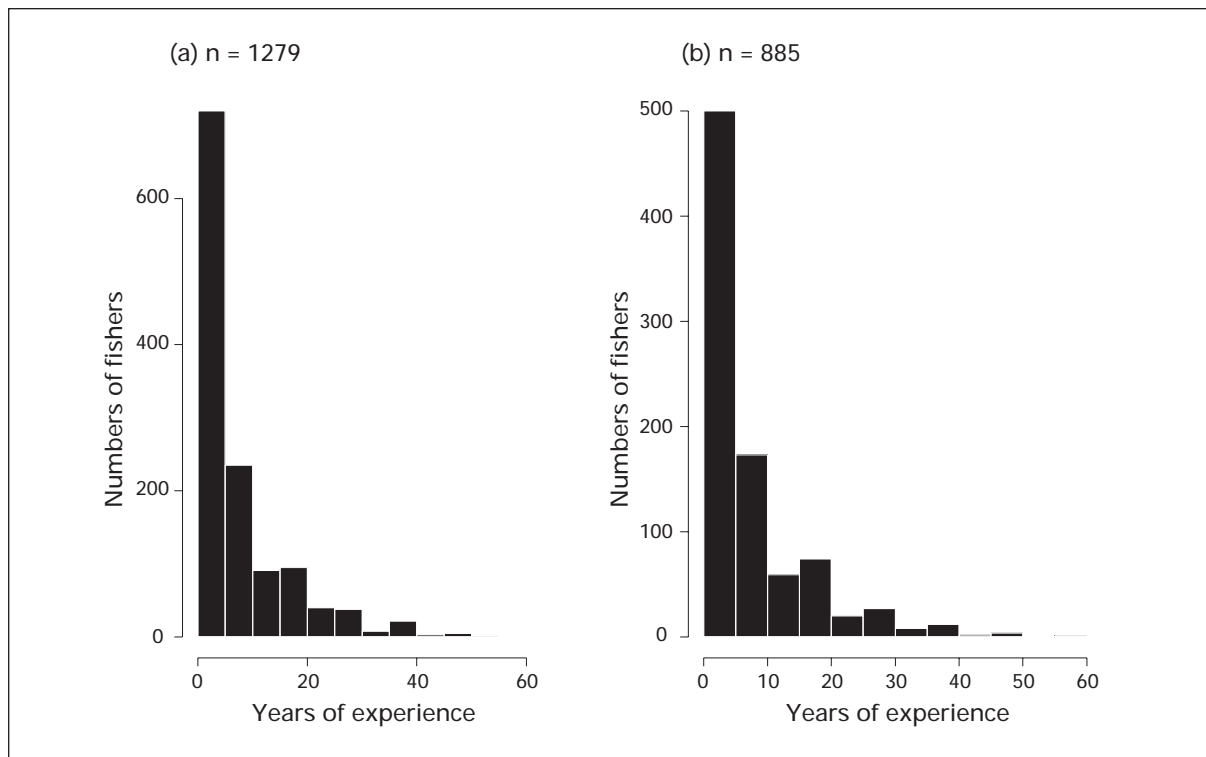 (a) n = 1279
600
400
200
0
Numbers of fishers
0 20 40 60
Years of experience
(b) n = 885
500
400
300
200
100
0
Numbers of fishers
0 10 20 30 40 50 60
Years of experience